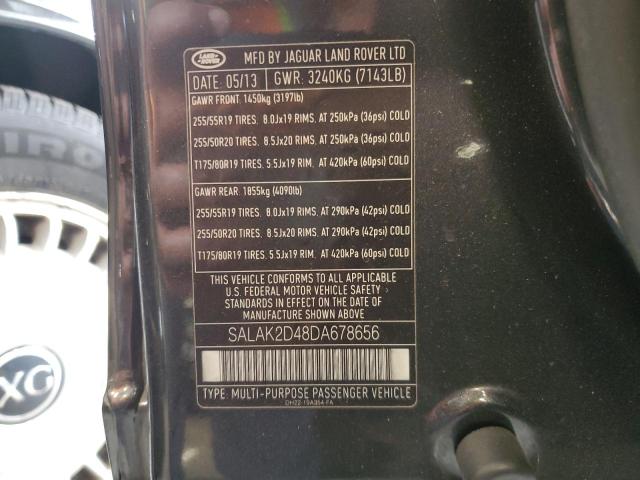 LAND ROVER
MFD BY JAGUAR LAND ROVER LTD
DATE: 05/13 GWR: 3240KG (7143LB)
GAWR FRONT: 1450kg (3197lb)
255/55R19 TIRES. 8.0Jx19 RIMS. AT 250kPa (36psi) COLD
255/50R20 TIRES. 8.5Jx20 RIMS. AT 250kPa (36psi) COLD
T175/80R19 TIRES. 5.5Jx19 RIM. AT 420kPa (60psi) COLD
GAWR REAR: 1855kg (4090lb)
255/55R19 TIRES. 8.0Jx19 RIMS. AT 290kPa (42psi) COLD
255/50R20 TIRES. 8.5Jx20 RIMS. AT 290kPa (42psi) COLD
T175/80R19 TIRES. 5.5Jx19 RIM. AT 420kPa (60psi) COLD
THIS VEHICLE CONFORMS TO ALL APPLICABLE
U.S. FEDERAL MOTOR VEHICLE SAFETY
STANDARDS IN EFFECT ON THE DATE OF
MANUFACTURE SHOWN ABOVE
SALAK2D48DA678656
TYPE: MULTI-PURPOSE PASSENGER VEHICLE
DH22-19A354-FA
XG